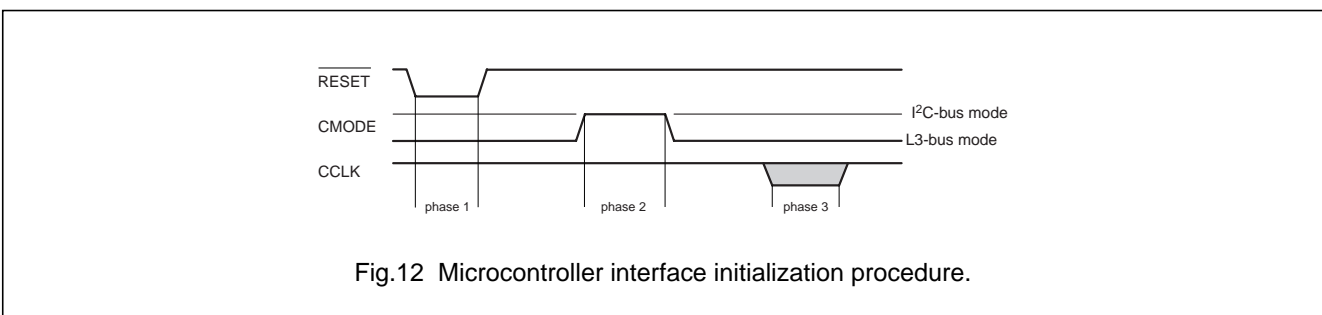 RESET
I²C-bus mode
CMODE
L3-bus mode
CCLK
phase 1
phase 2
phase 3
Fig.12 Microcontroller interface initialization procedure.